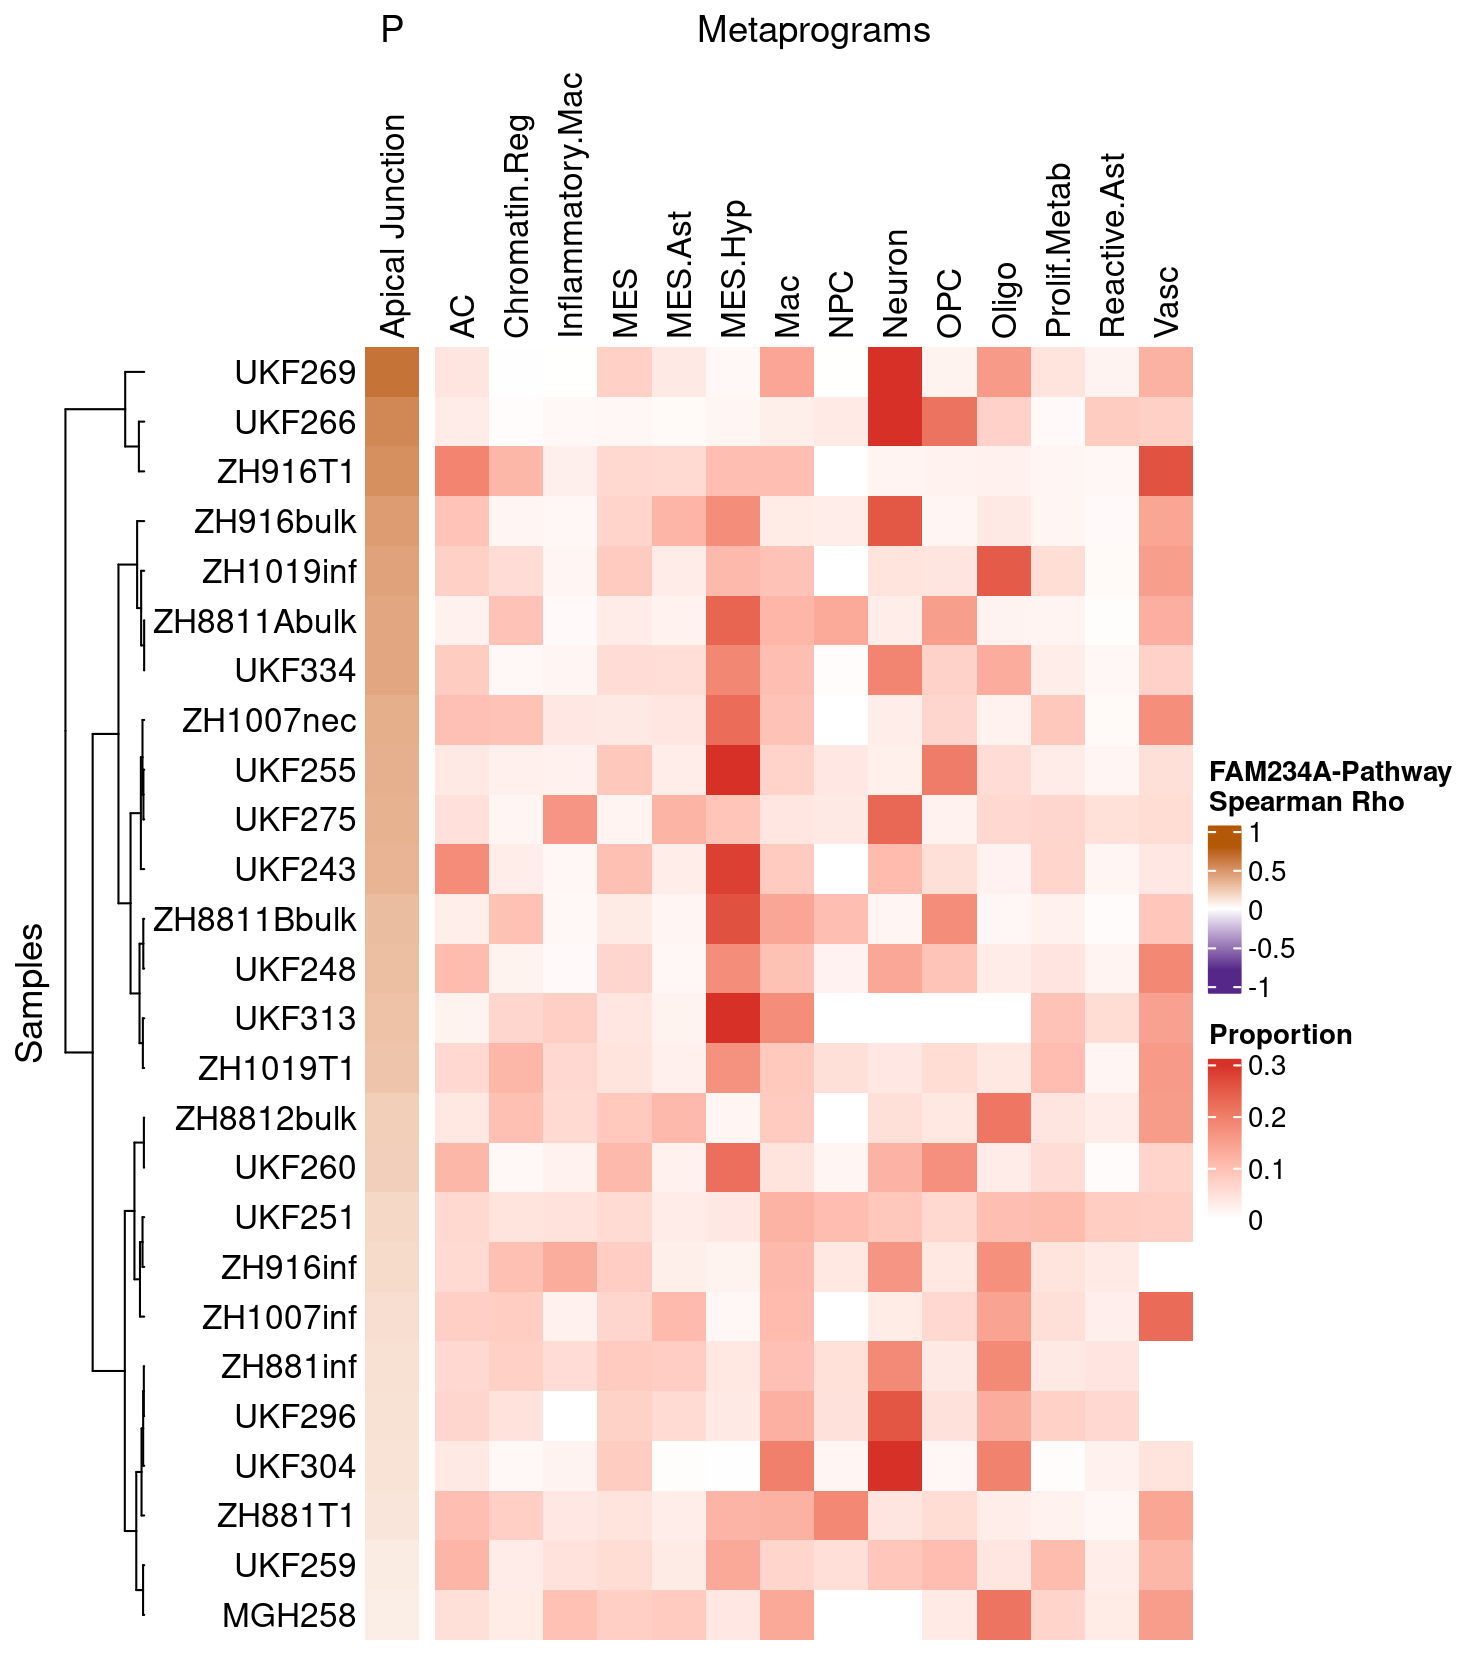 P
Metaprograms
Apical Junction
AC
Chromatin.Reg
Inflammatory.Mac
MES
MES.Ast
MES.Hyp
Mac
NPC
Neuron
OPC
Oligo
Prolif.Metab
Reactive.Ast
Vasc
Samples
UKF269
UKF266
ZH916T1
ZH916bulk
ZH1019inf
ZH8811Abulk
UKF334
ZH1007nec
UKF255
UKF275
UKF243
ZH8811Bbulk
UKF248
UKF313
ZH1019T1
ZH8812bulk
UKF260
UKF251
ZH916inf
ZH1007inf
ZH881inf
UKF296
UKF304
ZH881T1
UKF259
MGH258
FAM234A-Pathway
Spearman Rho
1
0.5
0
-0.5
-1
Proportion
0.3
0.2
0.1
0